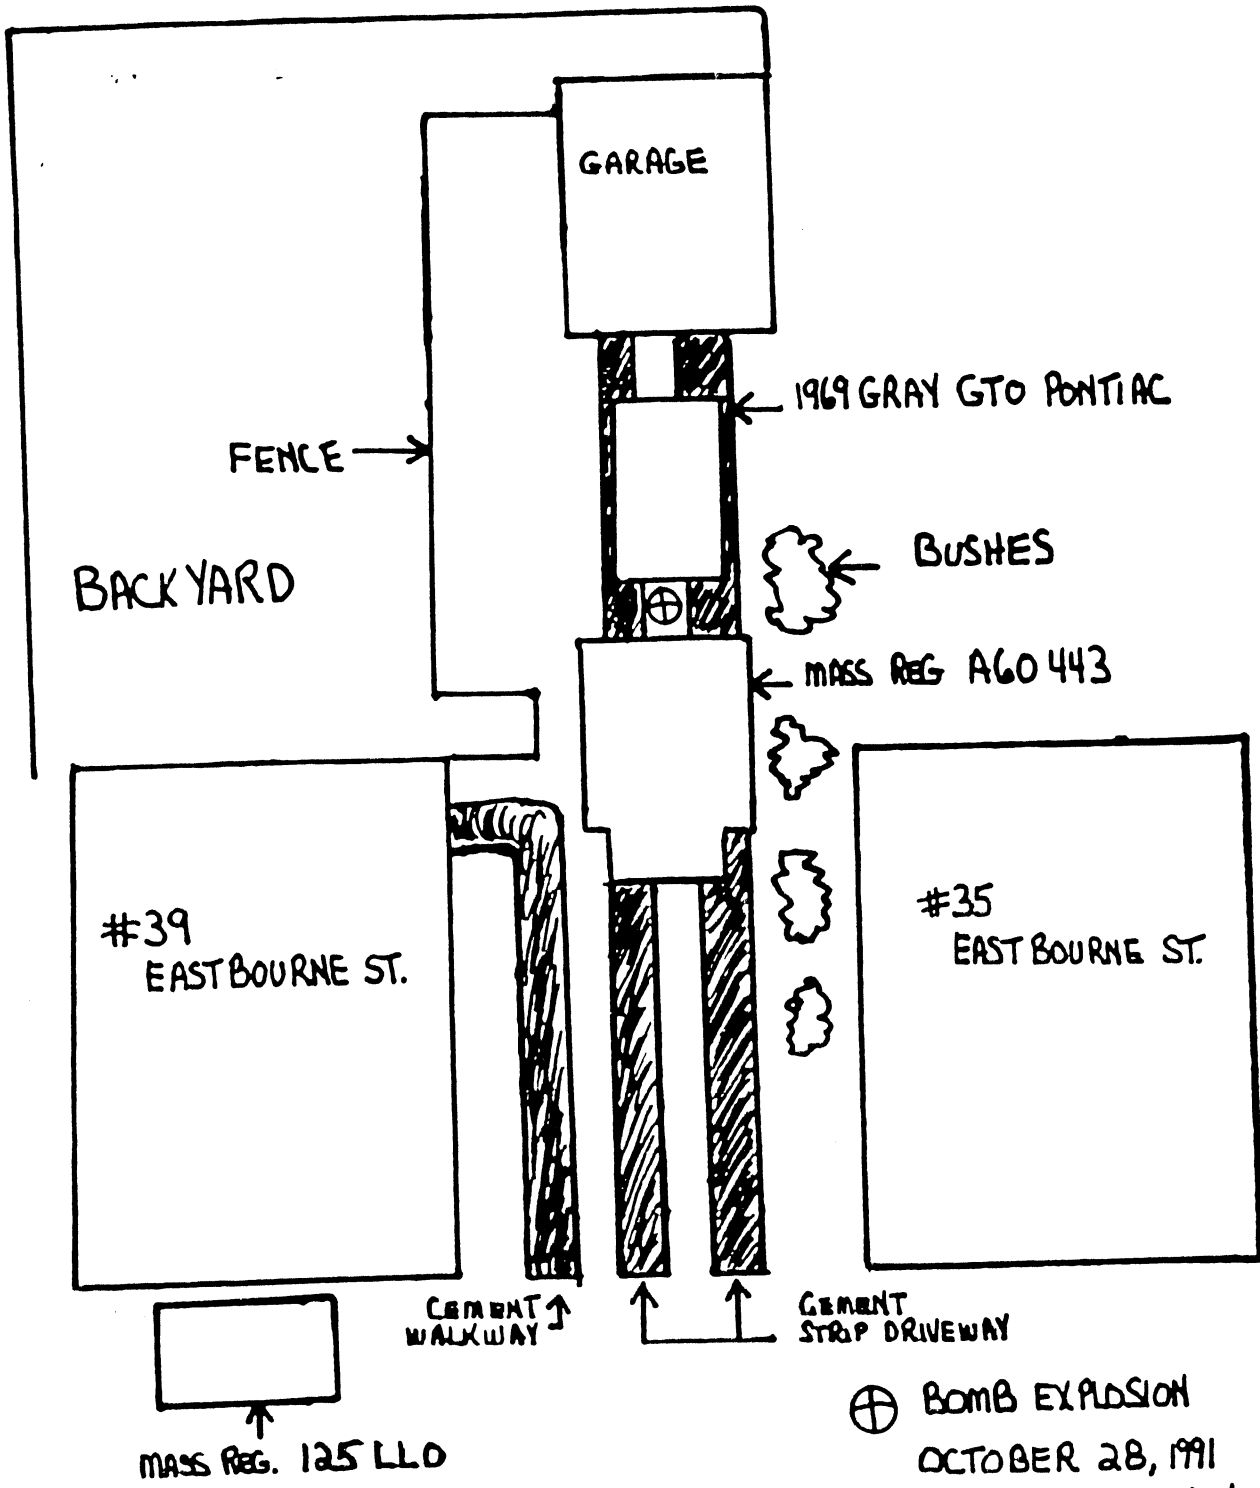 GARAGE
1969 GRAY GTO PONTIAC
FENCE
BUSHES
BACKYARD
MASS REG A60 443
#39
EASTBOURNE ST.
#35
EASTBOURNE ST.
CEMENT
WALKWAY
CEMENT
STRIP DRIVEWAY
BOMB EXPLOSION
OCTOBER 28, 1991
MASS REG. 125 LLD